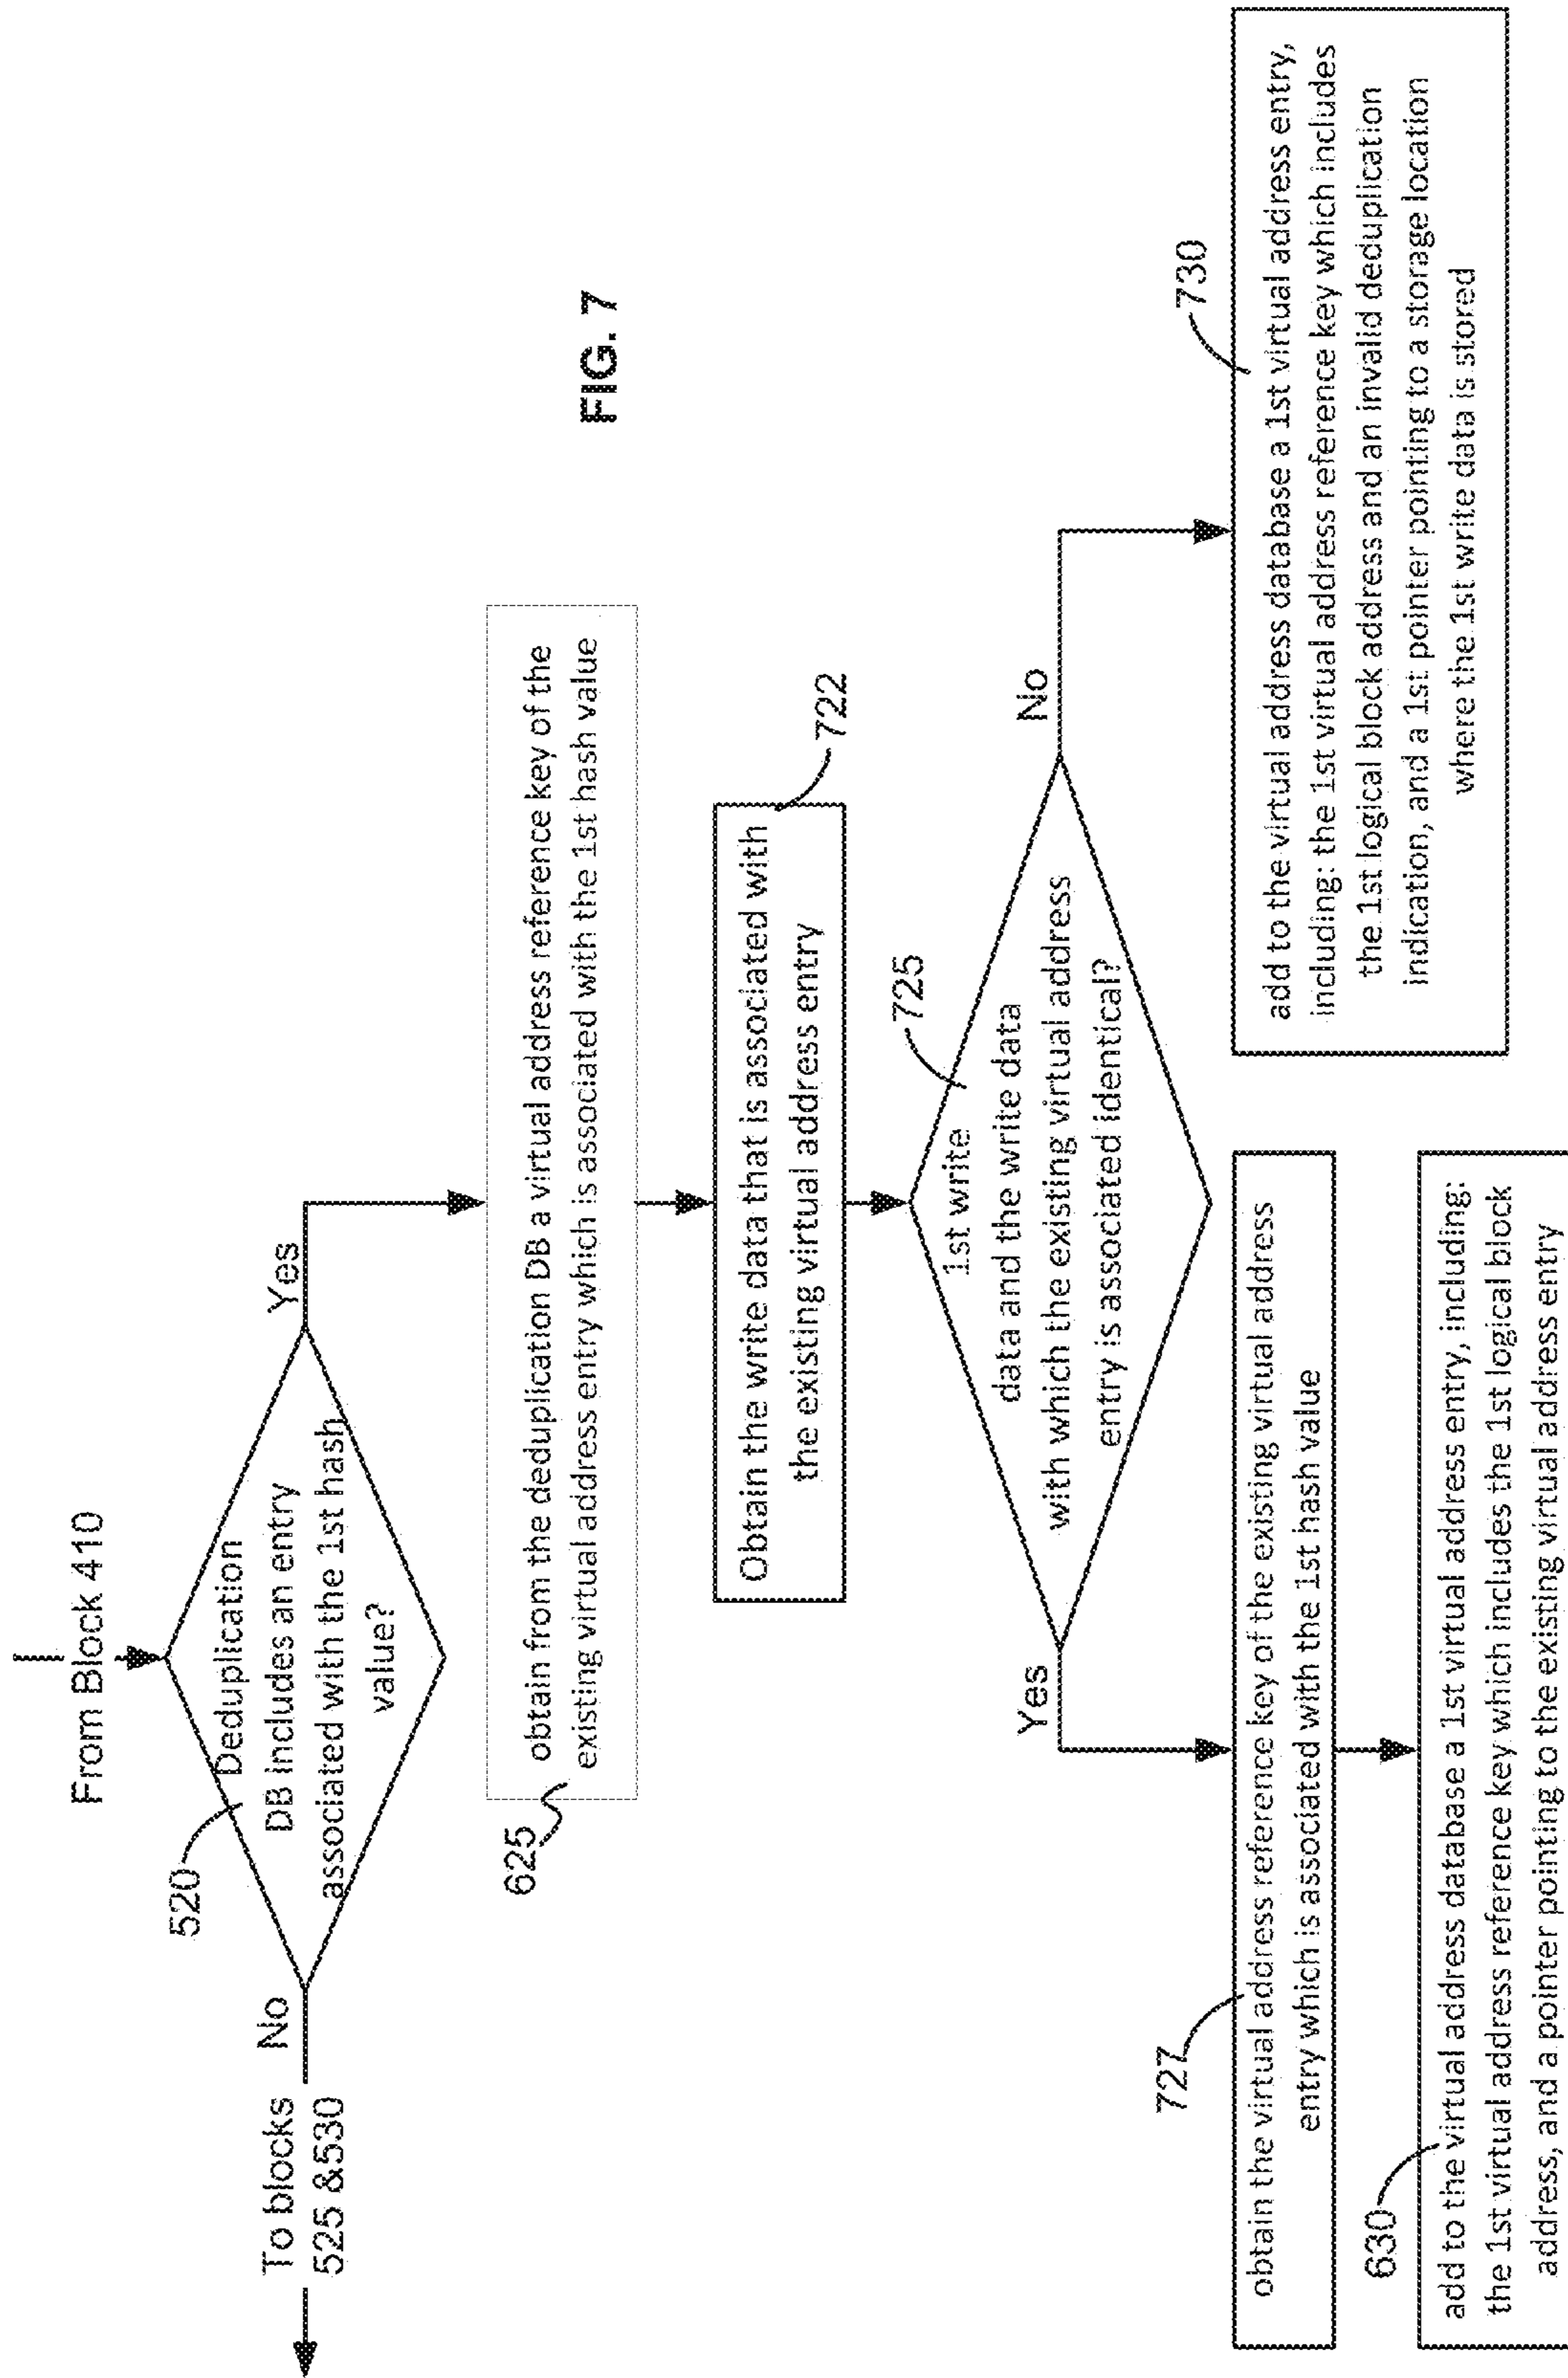 From Block 410
520
Deduplication
DB includes an entry
associated with the 1st hash
value?
No
Yes
To blocks
525 &530
625
obtain from the deduplication DB a virtual address reference key of the
existing virtual address entry which is associated with the 1st hash value
FIG. 7
722
Obtain the write data that is associated with
the existing virtual address entry
725
1st write
data and the write data
with which the existing virtual address
entry is associated identical?
Yes
No
727
obtain the virtual address reference key of the existing virtual address
entry which is associated with the 1st hash value
730
add to the virtual address database a 1st virtual address entry,
including: the 1st virtual address reference key which includes
the 1st logical block address and an invalid deduplication
indication, and a 1st pointer pointing to a storage location
where the 1st write data is stored
630
add to the virtual address database a 1st virtual address entry, including:
the 1st virtual address reference key which includes the 1st logical block
address, and a pointer pointing to the existing virtual address entry